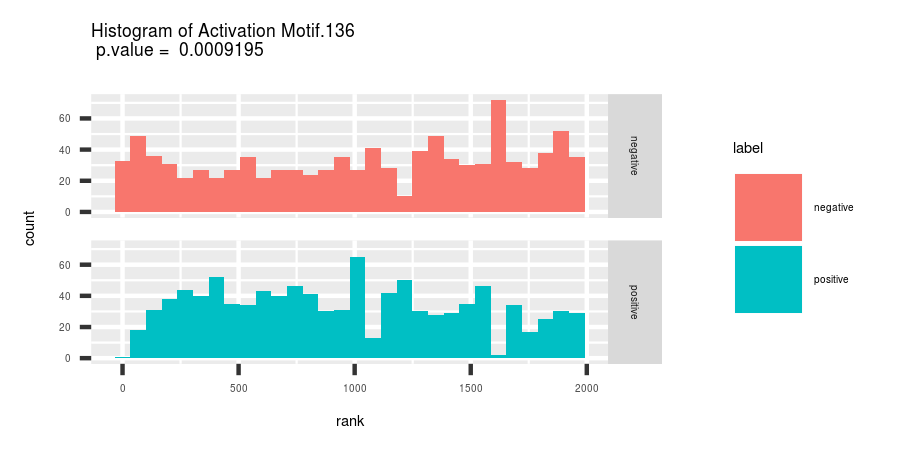 Histogram of Activation Motif.136
p.value = 0.0009195
count
60
40
20
0
negative
60
40
20
0
positive
0 500 1000 1500 2000
rank
label
negative
positive